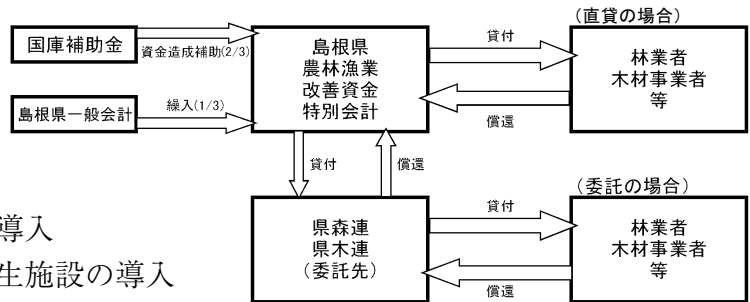 (直貸の場合)
国庫補助金
資金造成補助(2/3)
島根県
農林漁業
改善資金
特別会計
貸付
償還
林業者
木材事業者
等
島根県一般会計
繰入(1/3)
貸付
償還
(委託の場合)
県森連
県木連
(委託先)
貸付
償還
林業者
木材事業者
等
導入
生施設の導入